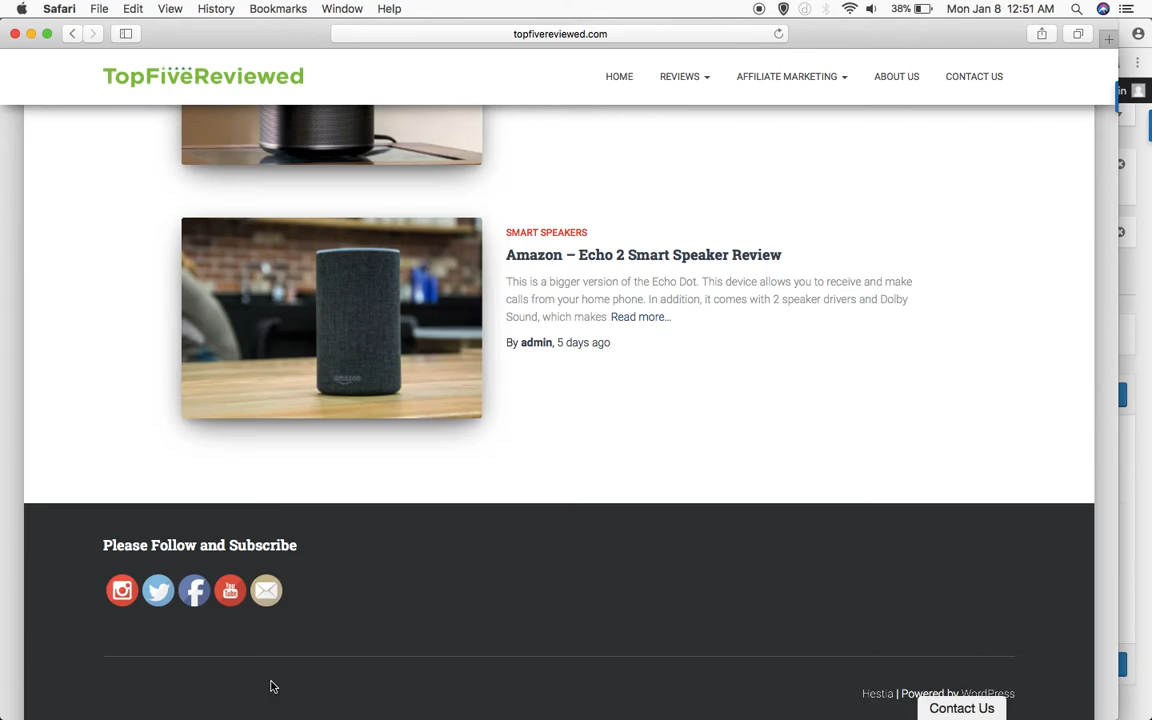 Safari File Edit View History Bookmarks Window Help 38% Mon Jan 8 12:51 AM
topfivereviewed.com
TopFiveReviewed HOME REVIEWS AFFILIATE MARKETING ABOUT US CONTACT US
in
SMART SPEAKERS
Amazon – Echo 2 Smart Speaker Review
This is a bigger version of the Echo Dot. This device allows you to receive and make
calls from your home phone. In addition, it comes with 2 speaker drivers and Dolby
Sound, which makes Read more…
By admin, 5 days ago
amazon
Please Follow and Subscribe
You Tube
Hestia | Powered by WordPress
Contact Us